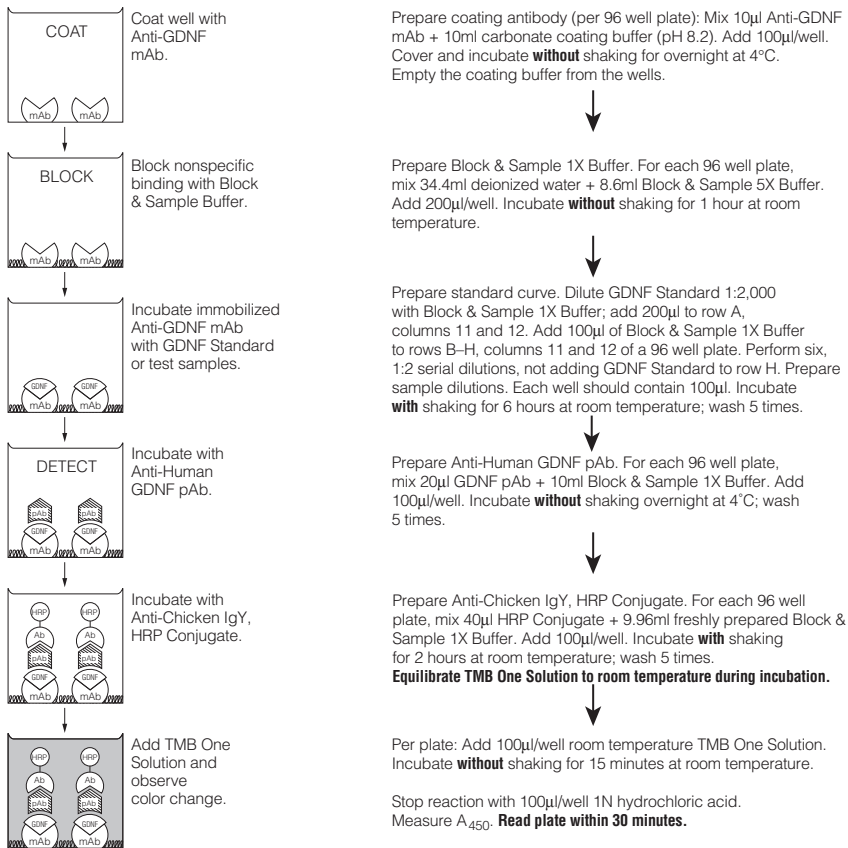 COAT
mAb mAb
Coat well with
Anti-GDNF
mAb.
Prepare coating antibody (per 96 well plate): Mix 10µl Anti-GDNF
mAb + 10ml carbonate coating buffer (pH 8.2). Add 100µl/well.
Cover and incubate without shaking for overnight at 4°C.
Empty the coating buffer from the wells.
BLOCK
mAb mAb
Block nonspecific
binding with Block
& Sample Buffer.
Prepare Block & Sample 1X Buffer. For each 96 well plate,
mix 34.4ml deionized water + 8.6ml Block & Sample 5X Buffer.
Add 200µl/well. Incubate without shaking for 1 hour at room
temperature.
GDNF GDNF
mAb mAb
Incubate immobilized
Anti-GDNF mAb
with GDNF Standard
or test samples.
Prepare standard curve. Dilute GDNF Standard 1:2,000
with Block & Sample 1X Buffer; add 200µl to row A,
columns 11 and 12. Add 100µl of Block & Sample 1X Buffer
to rows B–H, columns 11 and 12 of a 96 well plate. Perform six,
1:2 serial dilutions, not adding GDNF Standard to row H. Prepare
sample dilutions. Each well should contain 100µl. Incubate
with shaking for 6 hours at room temperature; wash 5 times.
DETECT
pAb pAb
GDNF GDNF
mAb mAb
Incubate with
Anti-Human
GDNF pAb.
Prepare Anti-Human GDNF pAb. For each 96 well plate,
mix 20µl GDNF pAb + 10ml Block & Sample 1X Buffer. Add
100µl/well. Incubate without shaking overnight at 4˚C; wash
5 times.
HRP HRP
Ab Ab
pAb pAb
GDNF GDNF
mAb mAb
Incubate with
Anti-Chicken IgY,
HRP Conjugate.
Prepare Anti-Chicken IgY, HRP Conjugate. For each 96 well
plate, mix 40µl HRP Conjugate + 9.96ml freshly prepared Block &
Sample 1X Buffer. Add 100µl/well. Incubate with shaking
for 2 hours at room temperature; wash 5 times.
Equilibrate TMB One Solution to room temperature during incubation.
HRP HRP
Ab Ab
pAb pAb
GDNF GDNF
mAb mAb
Add TMB One
Solution and
observe
color change.
Per plate: Add 100µl/well room temperature TMB One Solution.
Incubate without shaking for 15 minutes at room temperature.
Stop reaction with 100µl/well 1N hydrochloric acid.
Measure A450. Read plate within 30 minutes.